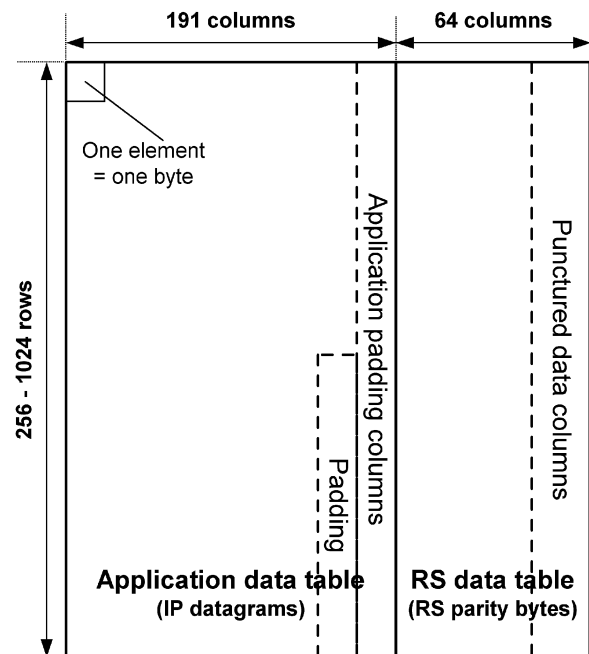 191 columns
64 columns
One element
= one byte
Application padding columns
Punctured data columns
256 - 1024 rows
Padding
Application data table
(IP datagrams)
RS data table
(RS parity bytes)